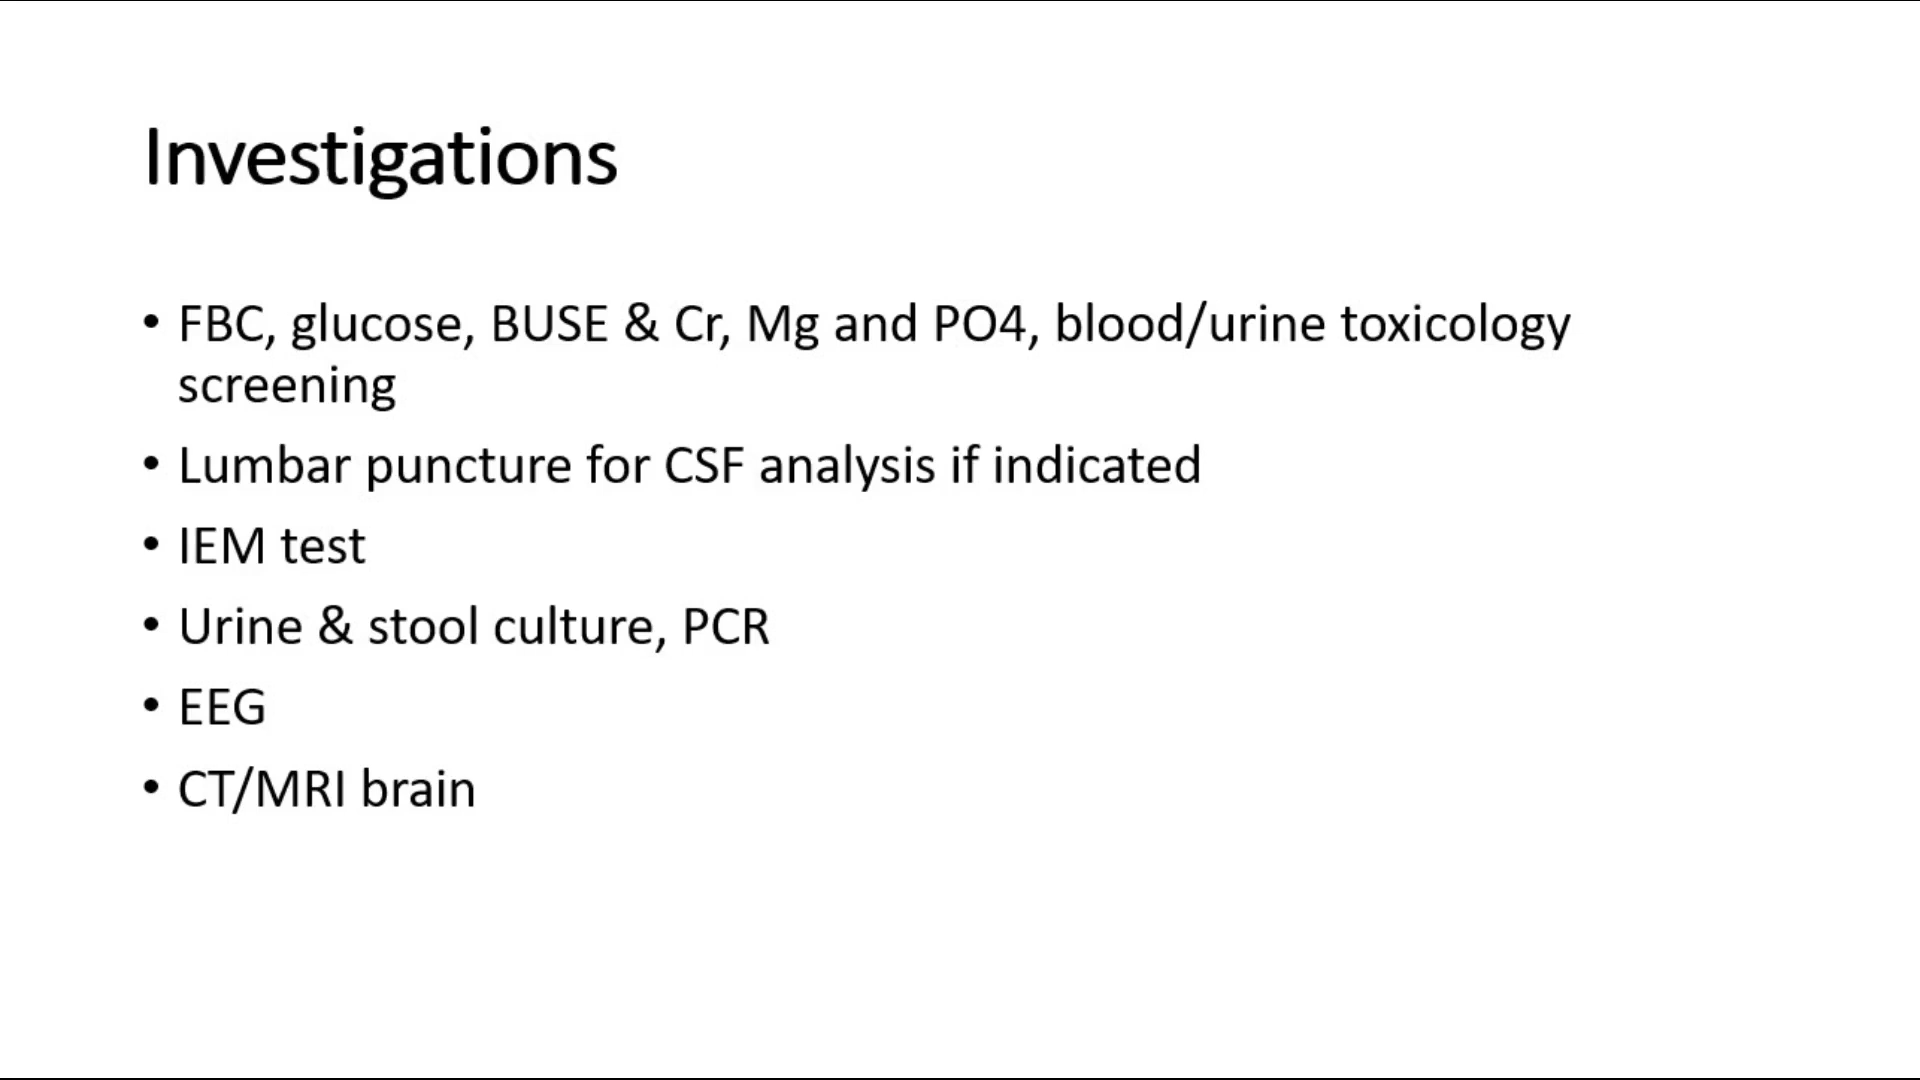 Investigations
• FBC, glucose, BUSE & Cr, Mg and PO4, blood/urine toxicology
screening
• Lumbar puncture for CSF analysis if indicated
• IEM test
• Urine & stool culture, PCR
• EEG
• CT/MRI brain